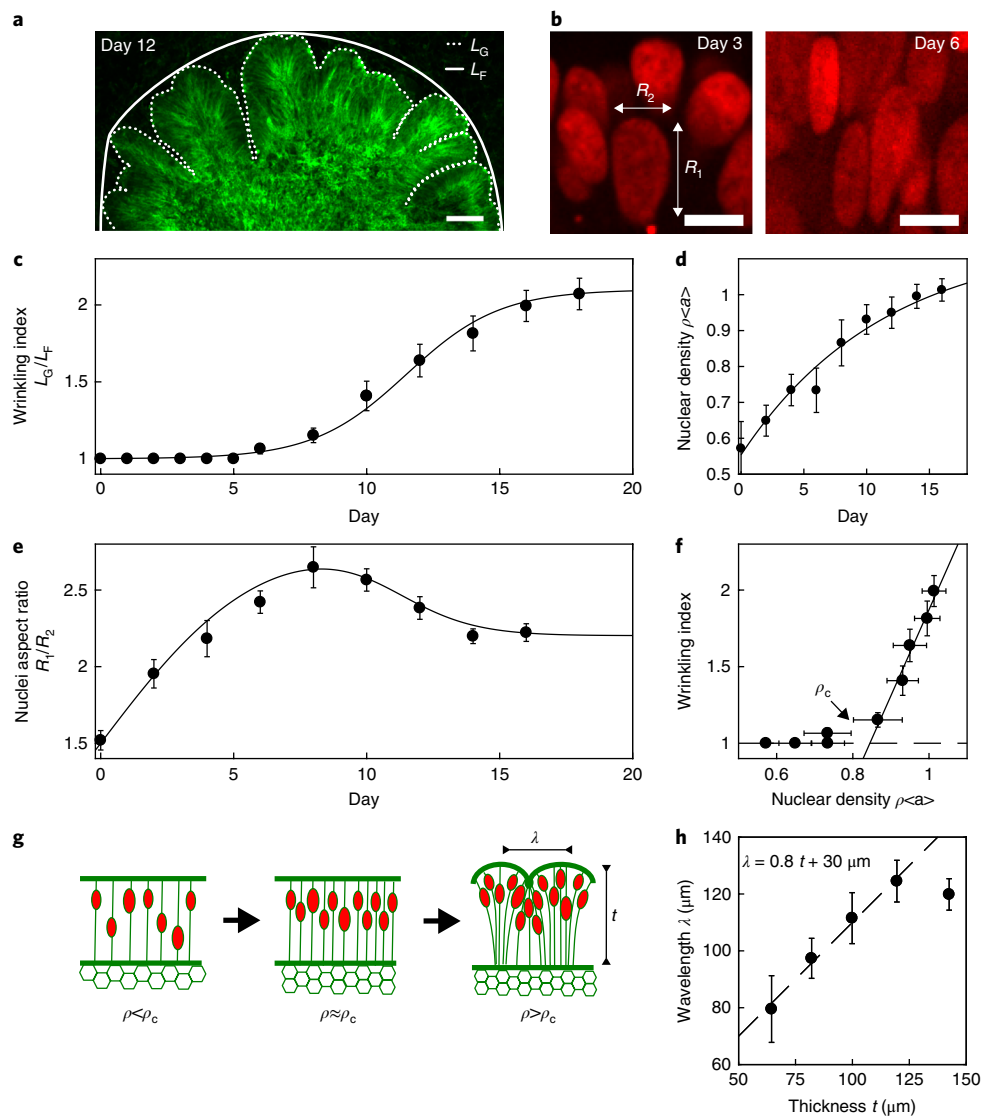 a
Day 12
L_G
L_F
b
Day 3
Day 6
R_2
R_1
c
Wrinkling index
L_G/L_F
2
1.5
1
0 5 10 15 20
Day
d
Nuclear density ρ<a>
1
0.9
0.8
0.7
0.6
0.5
0 5 10 15
Day
e
Nuclei aspect ratio
R_1/R_2
2.5
2
1.5
0 5 10 15 20
Day
f
Wrinkling index
2
1.5
1
ρ_c
0.6 0.8 1
Nuclear density ρ<a>
g
λ
t
ρ<ρ_c ρ≈ρ_c ρ>ρ_c
h
Wavelength λ (μm)
140
120
100
80
60
λ = 0.8 t + 30 μm
50 75 100 125 150
Thickness t (μm)